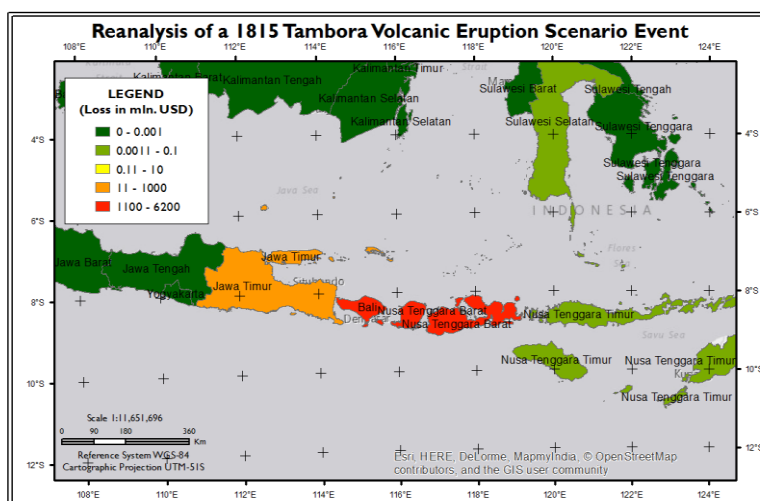 Reanalysis of a 1815 Tambora Volcanic Eruption Scenario Event
108°E 110°E 112°E 114°E 116°E 118°E 120°E 122°E 124°E
Kalimantan Barat
Kalimantan Tengah
Kalimantan Timur
Kalimantan Selatan
Kalimantan Selatan
Sulawesi Barat
Sulawesi Tengah
Sulawesi Selatan
Sulawesi Tenggara
Sulawesi Tenggara
Sulawesi Tenggara
LEGEND
(Loss in mln. USD)
0 - 0.001
0.0011 - 0.1
0.11 - 10
11 - 1000
1100 - 6200
4°S 4°S
Java Sea
INDONESIA
6°S 6°S
Flores
Sea
Jawa Barat
Jawa Tengah
Yogyakarta
Jawa Timur
Jawa Timur
8°S 8°S
Bali
Nusa Tenggara Barat
Nusa Tenggara Barat
Nusa Tenggara Timur
Savu Sea
Nusa Tenggara Timur
Nusa Tenggara Timur
Nusa Tenggara Timur
10°S 10°S
Scale 1:11,651,696
0 90 180 360
Km
Reference System WGS-84
Cartographic Projection UTM-51S
Esri, HERE, DeLorme, MapmyIndia, © OpenStreetMap
contributors, and the GIS user community
12°S 12°S
108°E 110°E 112°E 114°E 116°E 118°E 120°E 122°E 124°E